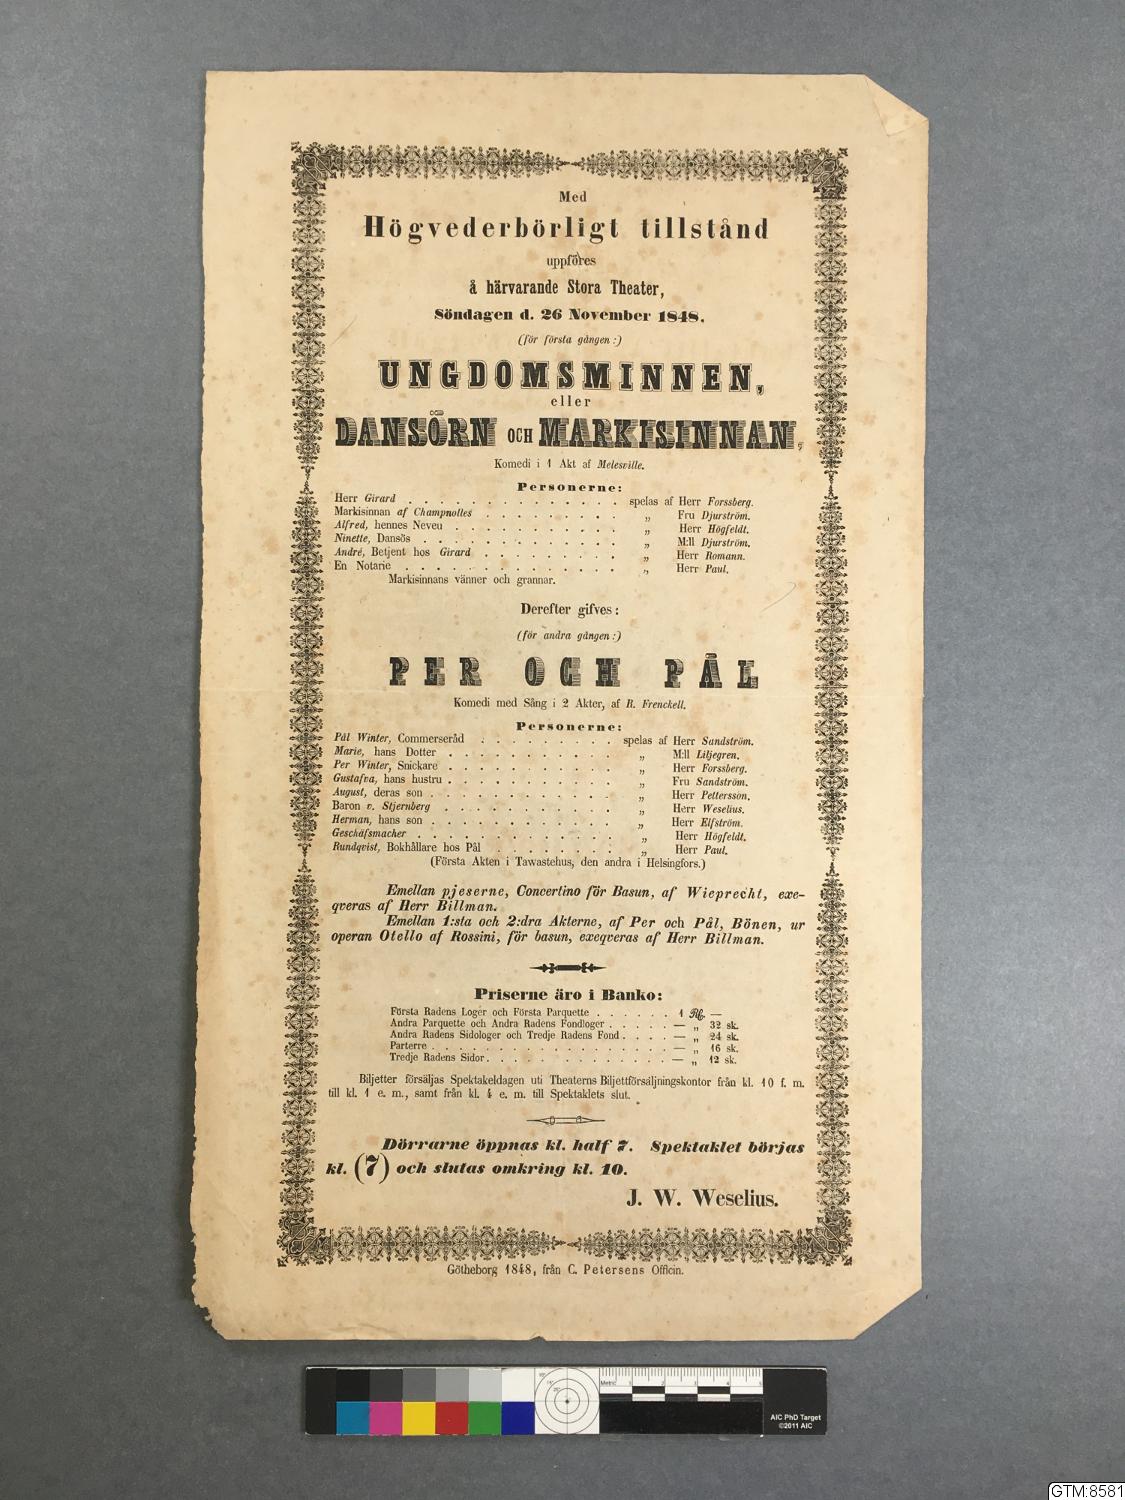 Med
Högvederbörligt tillstånd
uppföres
å härvarande Stora Theater,
Söndagen d. 26 November 1848.
(för första gången:)
UNGDOMSMINNEN,
eller
DANSÖRN OCH MARKISINNAN,
Komedi i 1 Akt af Melesville.
Personerne:
Herr Girard . . . . . . . . . . . . . . spelas af Herr Forssberg.
Markisinnan af Champnolles . . . . . . . . . „ Fru Djurström.
Alfred, hennes Neveu . . . . . . . . . . . „ Herr Högfeldt.
Ninette, Dansös . . . . . . . . . . . . . „ M:ll Djurström.
André, Betjent hos Girard . . . . . . . . . „ Herr Romann.
En Notarie . . . . . . . . . . . . . . „ Herr Paul.
Markisinnans vänner och grannar.
Derefter gifves:
(för andra gången:)
PER OCH PÅL
Komedi med Sång i 2 Akter, af R. Frenckell.
Personerne:
Pål Winter, Commerseråd . . . . . . . . . spelas af Herr Sandström.
Marie, hans Dotter . . . . . . . . . . . „ M:ll Liljegren.
Per Winter, Snickare . . . . . . . . . . . „ Herr Forssberg.
Gustafva, hans hustru . . . . . . . . . . . „ Fru Sandström.
August, deras son . . . . . . . . . . . . „ Herr Pettersson.
Baron v. Stjernberg . . . . . . . . . . . „ Herr Weselius.
Herman, hans son . . . . . . . . . . . . „ Herr Elfström.
Geschäfsmacher . . . . . . . . . . . . . „ Herr Högfeldt.
Rundqvist, Bokhållare hos Pål . . . . . . . . „ Herr Paul.
(Första Akten i Tawastehus, den andra i Helsingfors.)
Emellan pjeserne, Concertino för Basun, af Wieprecht, exe-
qveras af Herr Billman.
Emellan 1:sta och 2:dra Akterne, af Per och Pål, Bönen, ur
operan Otello af Rossini, för basun, exeqveras af Herr Billman.
Priserne äro i Banko:
Första Radens Loger och Första Parquette . . . . . . 1 Rd. —
Andra Parquette och Andra Radens Fondloger . . . . . — „ 32 sk.
Andra Radens Sidologer och Tredje Radens Fond . . . . — „ 24 sk.
Parterre . . . . . . . . . . . . . . . — „ 16 sk.
Tredje Radens Sidor . . . . . . . . . . . . — „ 12 sk.
Biljetter försäljas Spektakeldagen uti Theaterns Biljettförsäljningskontor från kl. 10 f. m.
till kl. 1 e. m., samt från kl. 4 e. m. till Spektaklets slut.
Dörrarne öppnas kl. half 7. Spektaklet börjas
kl. (7) och slutas omkring kl. 10.
J. W. Weselius.
Götheborg 1848, från C. Petersens Officin.
Metric 1 2 3 4 5
AIC PhD Target
©2011 AIC
GTM:8581